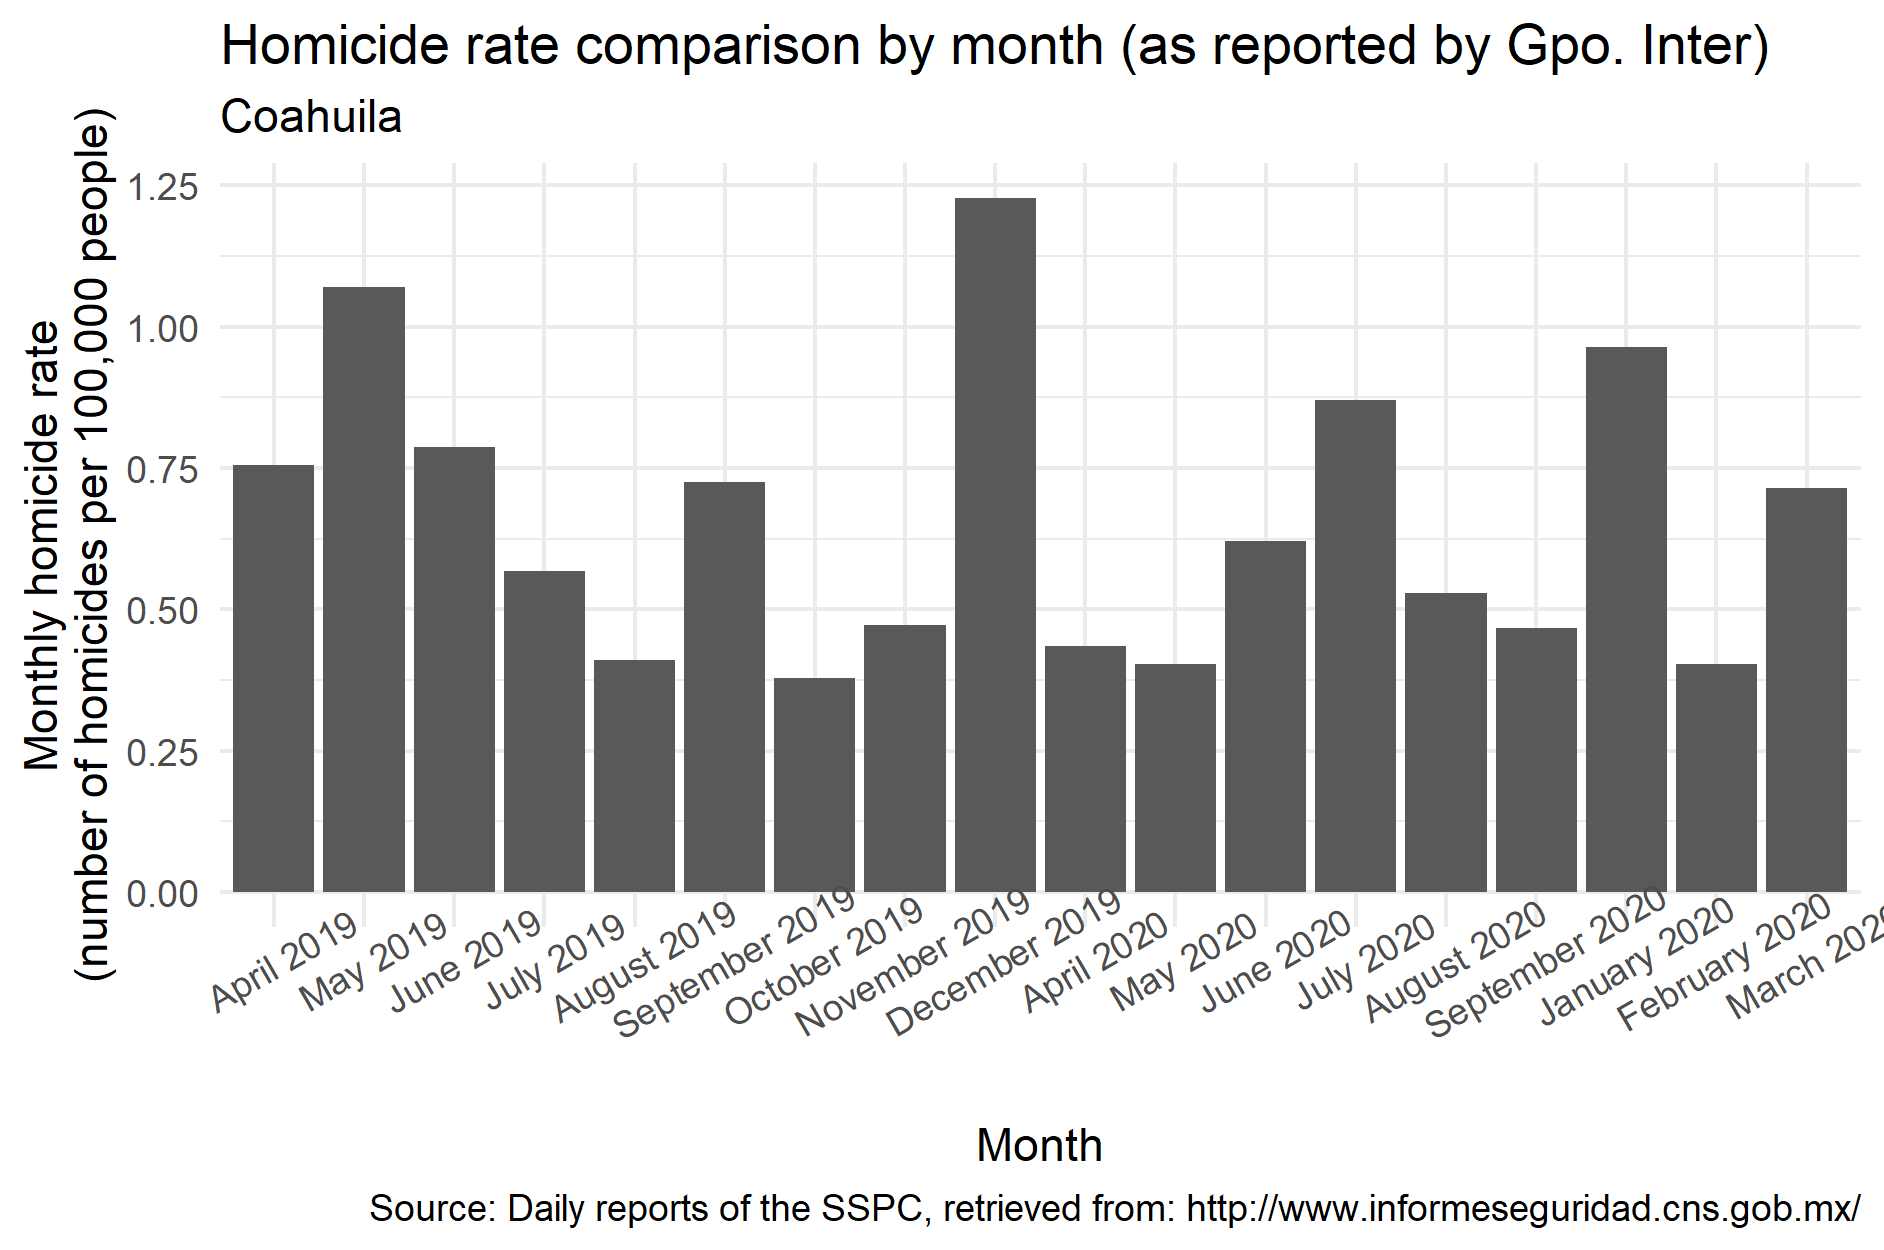 Homicide rate comparison by month (as reported by Gpo. Inter)
Coahuila
Monthly homicide rate
(number of homicides per 100,000 people)
1.25
1.00
0.75
0.50
0.25
0.00
April 2019
May 2019
June 2019
July 2019
August 2019
September 2019
October 2019
November 2019
December 2019
April 2020
May 2020
June 2020
July 2020
August 2020
September 2020
January 2020
February 2020
March 2020
Month
Source: Daily reports of the SSPC, retrieved from: http://www.informeseguridad.cns.gob.mx/